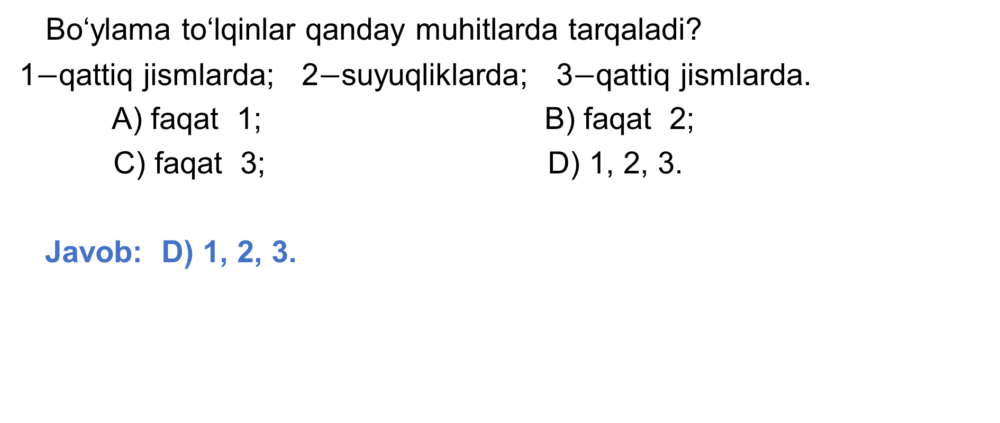 Bo‘ylama to‘lqinlar qanday muhitlarda tarqaladi?
1–qattiq jismlarda; 2–suyuqliklarda; 3–qattiq jismlarda.
A) faqat 1; B) faqat 2;
C) faqat 3; D) 1, 2, 3.
Javob: D) 1, 2, 3.